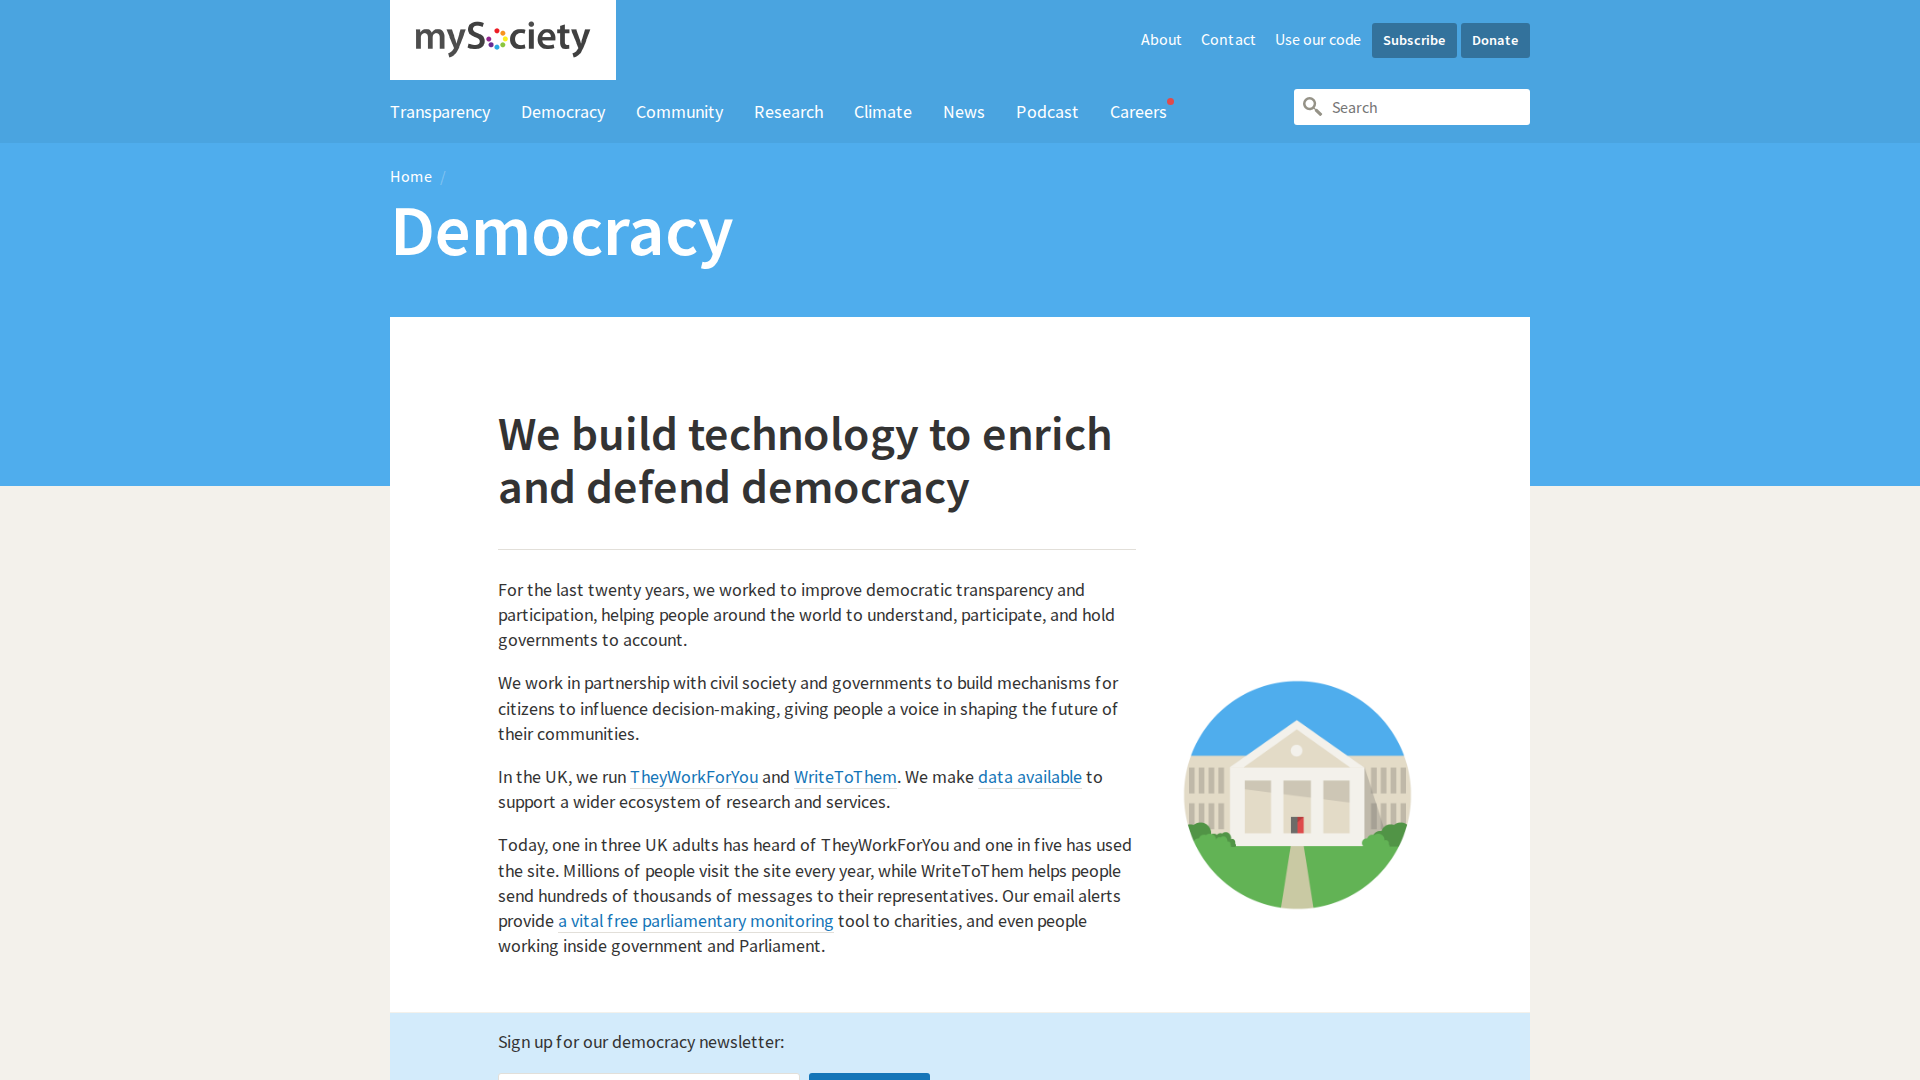 mySociety
About Contact Use our code Subscribe Donate
Transparency Democracy Community Research Climate News Podcast Careers
Search
Home /
Democracy
We build technology to enrich
and defend democracy
For the last twenty years, we worked to improve democratic transparency and
participation, helping people around the world to understand, participate, and hold
governments to account.
We work in partnership with civil society and governments to build mechanisms for
citizens to influence decision-making, giving people a voice in shaping the future of
their communities.
In the UK, we run TheyWorkForYou and WriteToThem. We make data available to
support a wider ecosystem of research and services.
Today, one in three UK adults has heard of TheyWorkForYou and one in five has used
the site. Millions of people visit the site every year, while WriteToThem helps people
send hundreds of thousands of messages to their representatives. Our email alerts
provide a vital free parliamentary monitoring tool to charities, and even people
working inside government and Parliament.
Sign up for our democracy newsletter: